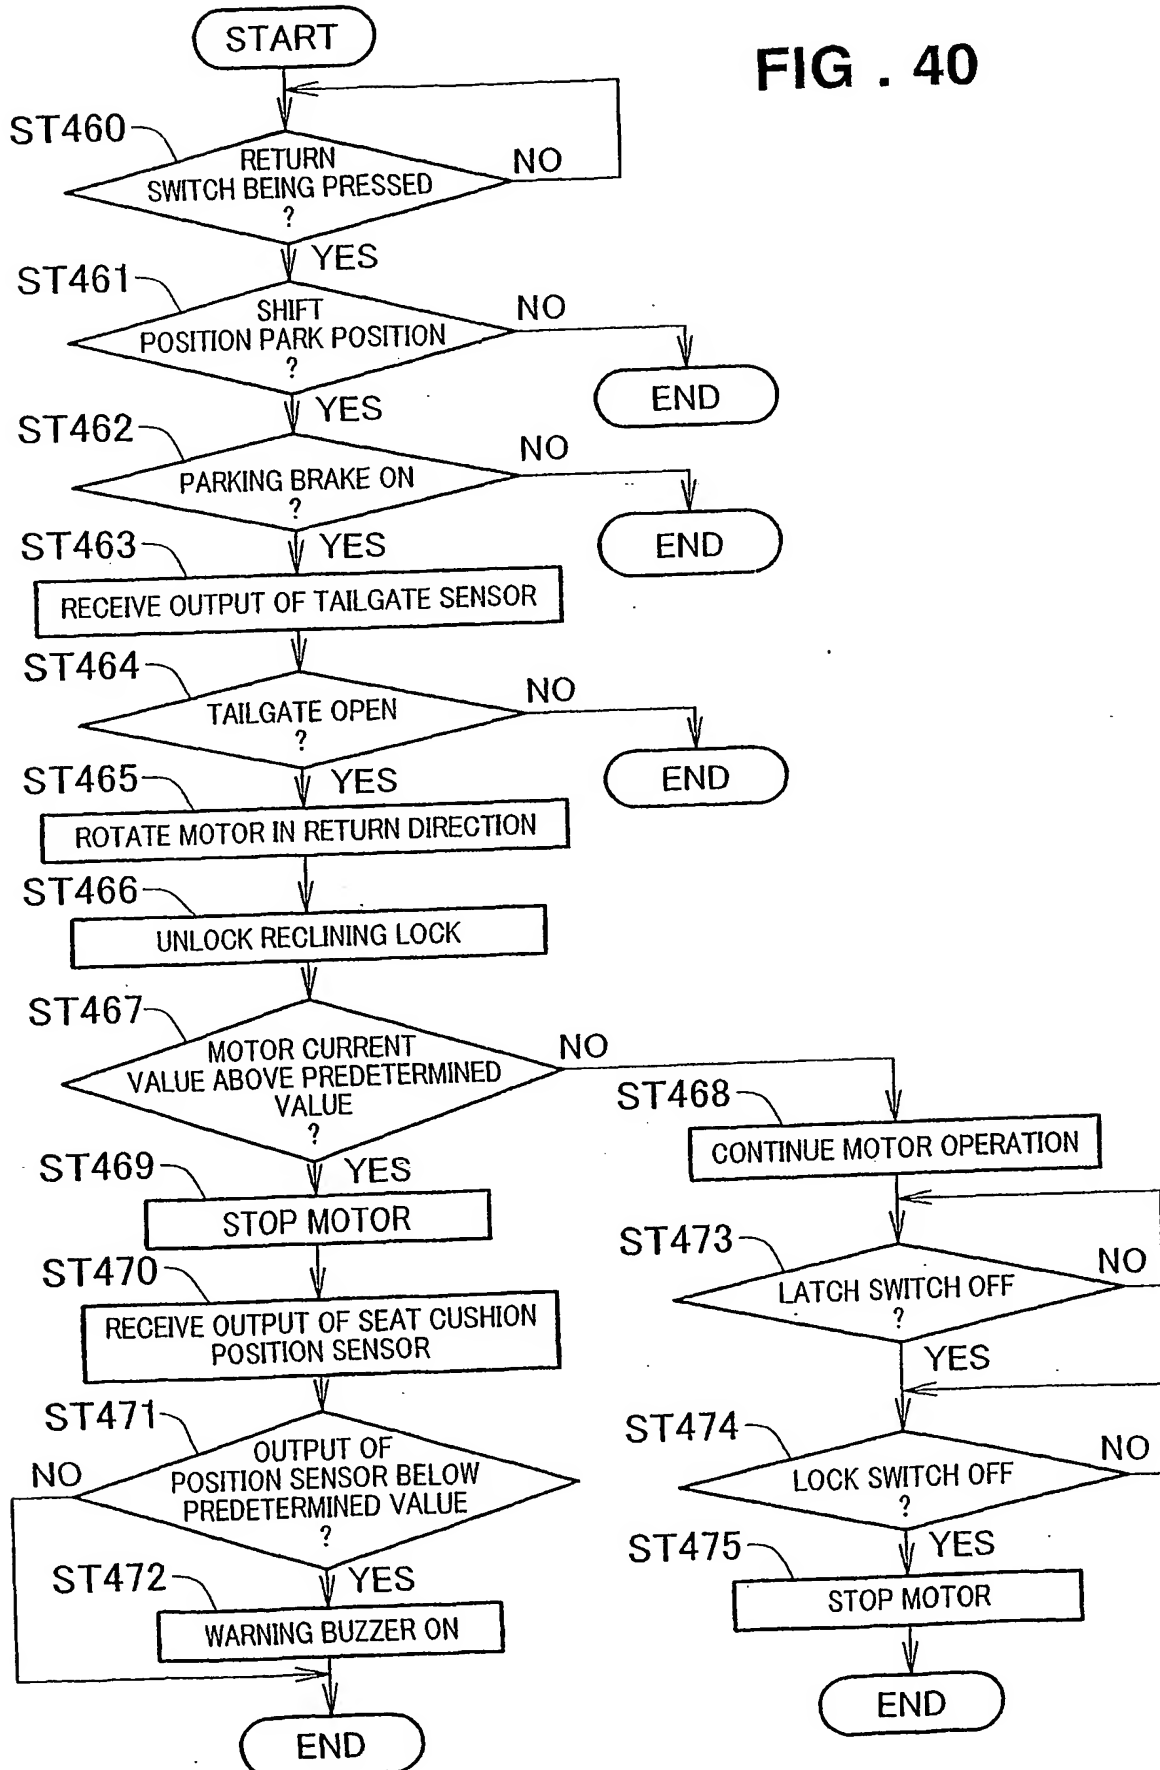 START
FIG . 40
ST460
RETURN
SWITCH BEING PRESSED
?
NO
YES
ST461
SHIFT
POSITION PARK POSITION
?
NO
END
YES
ST462
PARKING BRAKE ON
?
NO
END
YES
ST463
RECEIVE OUTPUT OF TAILGATE SENSOR
ST464
TAILGATE OPEN
?
NO
END
YES
ST465
ROTATE MOTOR IN RETURN DIRECTION
ST466
UNLOCK RECLINING LOCK
ST467
MOTOR CURRENT
VALUE ABOVE PREDETERMINED
VALUE
?
NO
YES
ST469
STOP MOTOR
ST470
RECEIVE OUTPUT OF SEAT CUSHION
POSITION SENSOR
ST471
OUTPUT OF
POSITION SENSOR BELOW
PREDETERMINED VALUE
?
NO
YES
ST472
WARNING BUZZER ON
END
ST468
CONTINUE MOTOR OPERATION
ST473
LATCH SWITCH OFF
?
NO
YES
ST474
LOCK SWITCH OFF
?
NO
YES
ST475
STOP MOTOR
END